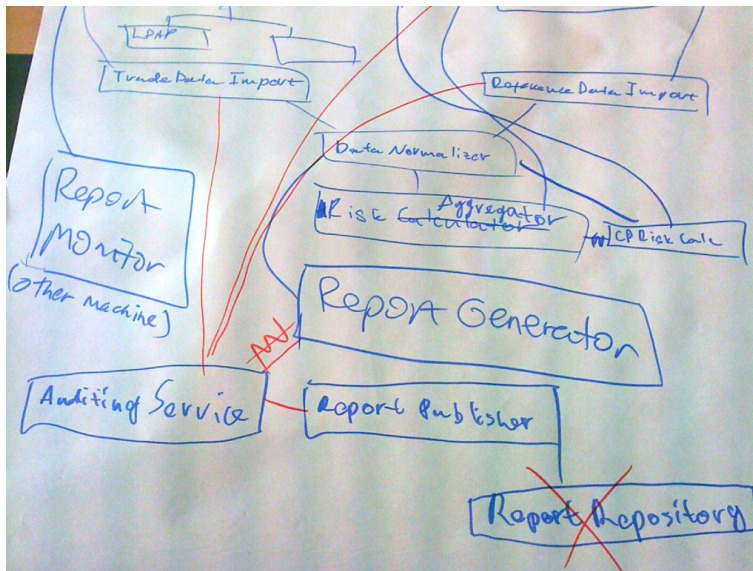 LDAP
Trade Data Import
Reference Data Import
Data Normalizer
Report
Monitor
(other machine)
Aggregator
Risk Calculator
CP Risk Calc
Report Generator
Auditing Service
Report Publisher
Report Repository